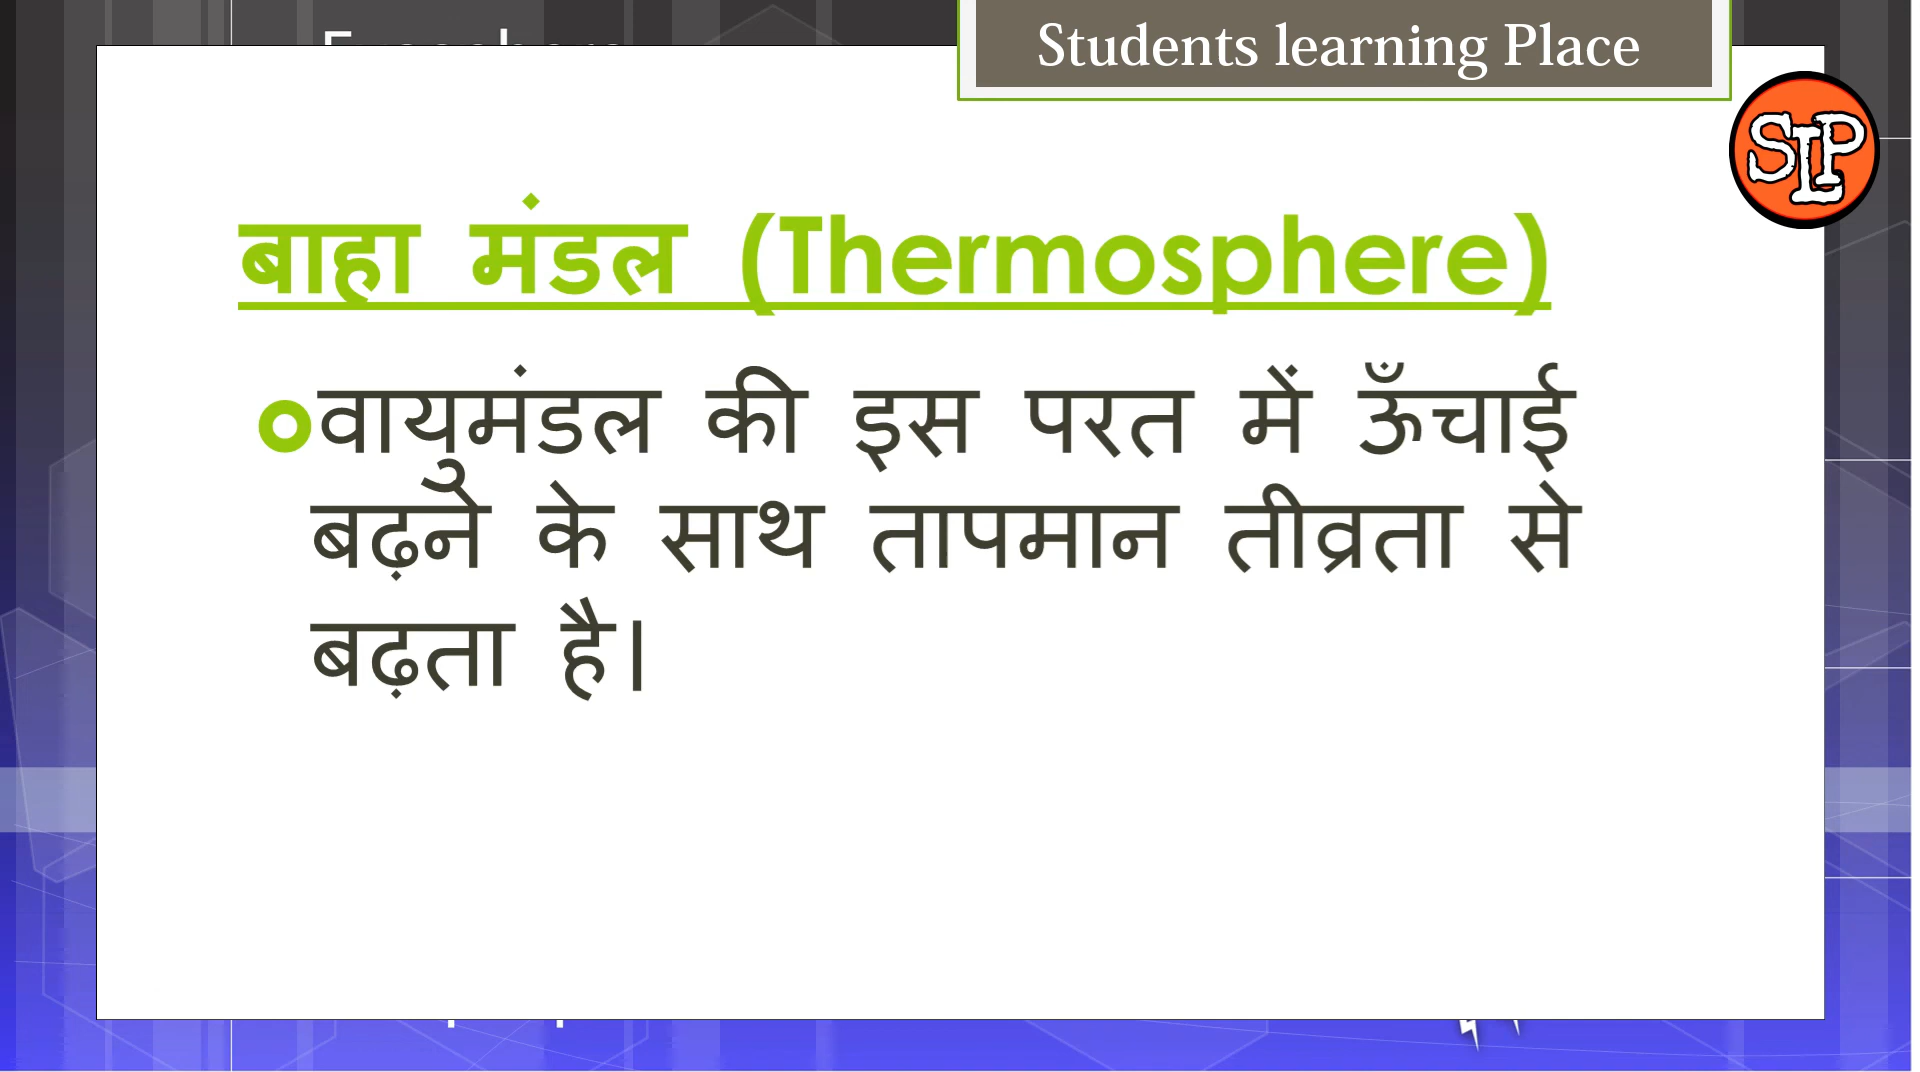 Students learning Place
SLP
बाहा मंडल (Thermosphere)
वायुमंडल की इस परत में ऊँचाई
बढ़ने के साथ तापमान तीव्रता से
बढ़ता है।